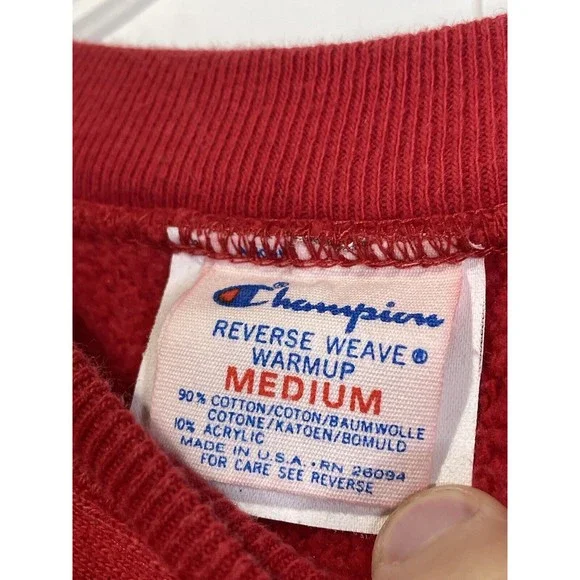 Champion
REVERSE WEAVE®
WARMUP
MEDIUM
90% COTTON/COTON/BAUMWOLLE
COTONE/KATOEN/BOMULD
10% ACRYLIC
MADE IN U.S.A. • RN 26094
FOR CARE SEE REVERSE